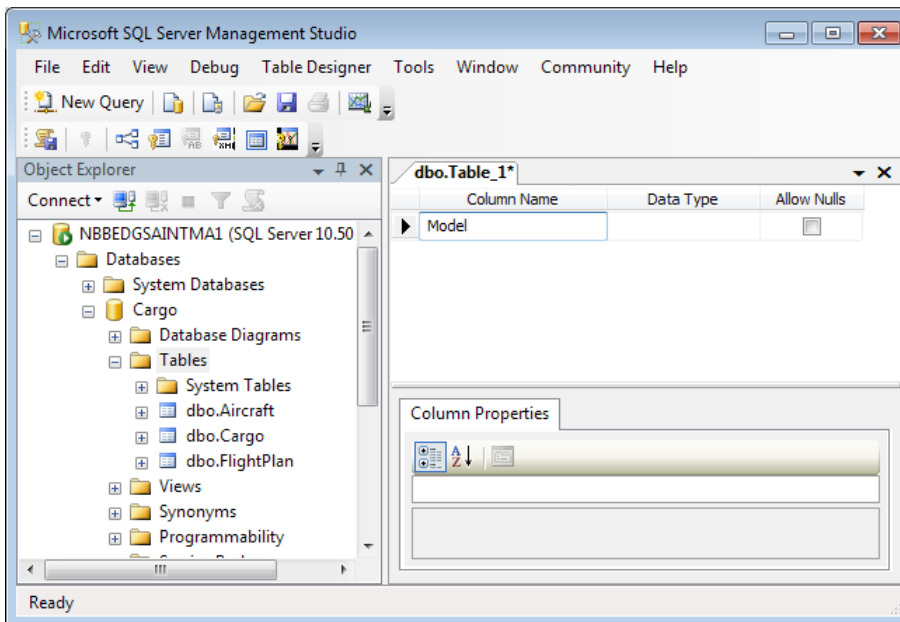 Microsoft SQL Server Management Studio
File Edit View Debug Table Designer Tools Window Community Help
New Query
Object Explorer
Connect
NBBEDGSAINTMA1 (SQL Server 10.50
Databases
System Databases
Cargo
Database Diagrams
Tables
System Tables
dbo.Aircraft
dbo.Cargo
dbo.FlightPlan
Views
Synonyms
Programmability
dbo.Table_1*
Column Name Data Type Allow Nulls
Model
Column Properties
Ready